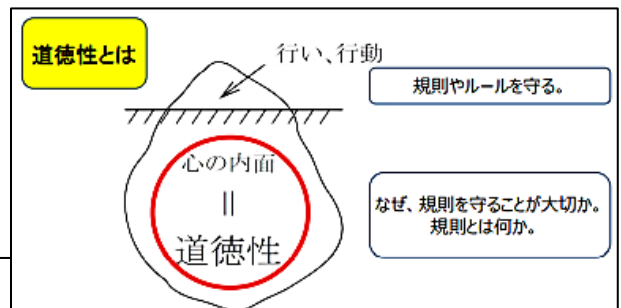 道徳性とは
行い、行動
規則やルールを守る。
心の内面
||
道徳性
なぜ、規則を守ることが大切か。
規則とは何か。